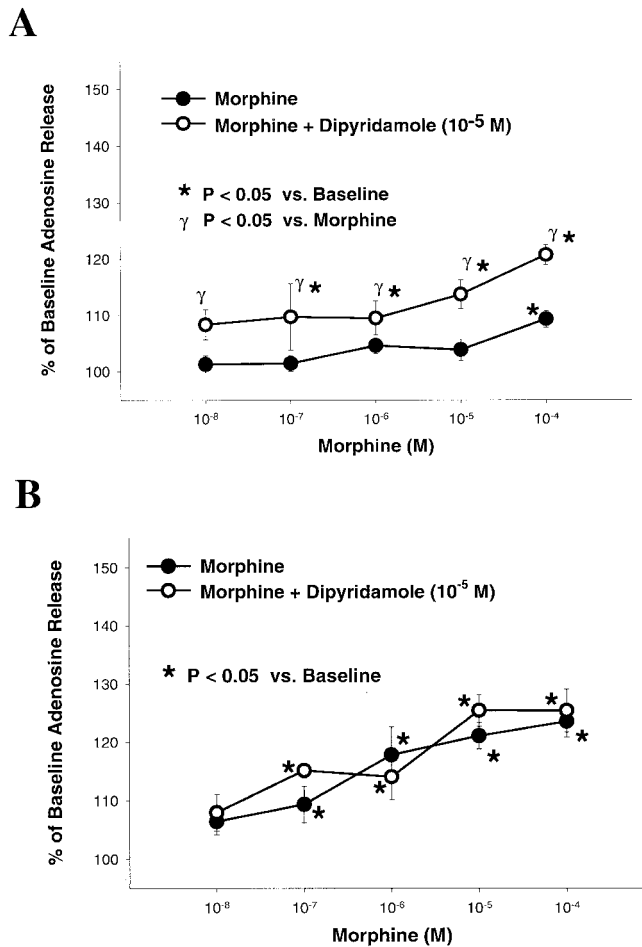 A
% of Baseline Adenosine Release
150
140
130
120
110
100
Morphine
Morphine + Dipyridamole (10-5 M)
* P < 0.05 vs. Baseline
γ P < 0.05 vs. Morphine
γ
γ *
γ *
γ *
γ *
*
10-8
10-7
10-6
10-5
10-4
Morphine (M)
B
% of Baseline Adenosine Release
150
140
130
120
110
100
Morphine
Morphine + Dipyridamole (10-5 M)
* P < 0.05 vs. Baseline
*
*
*
*
*
*
*
*
10-8
10-7
10-6
10-5
10-4
Morphine (M)